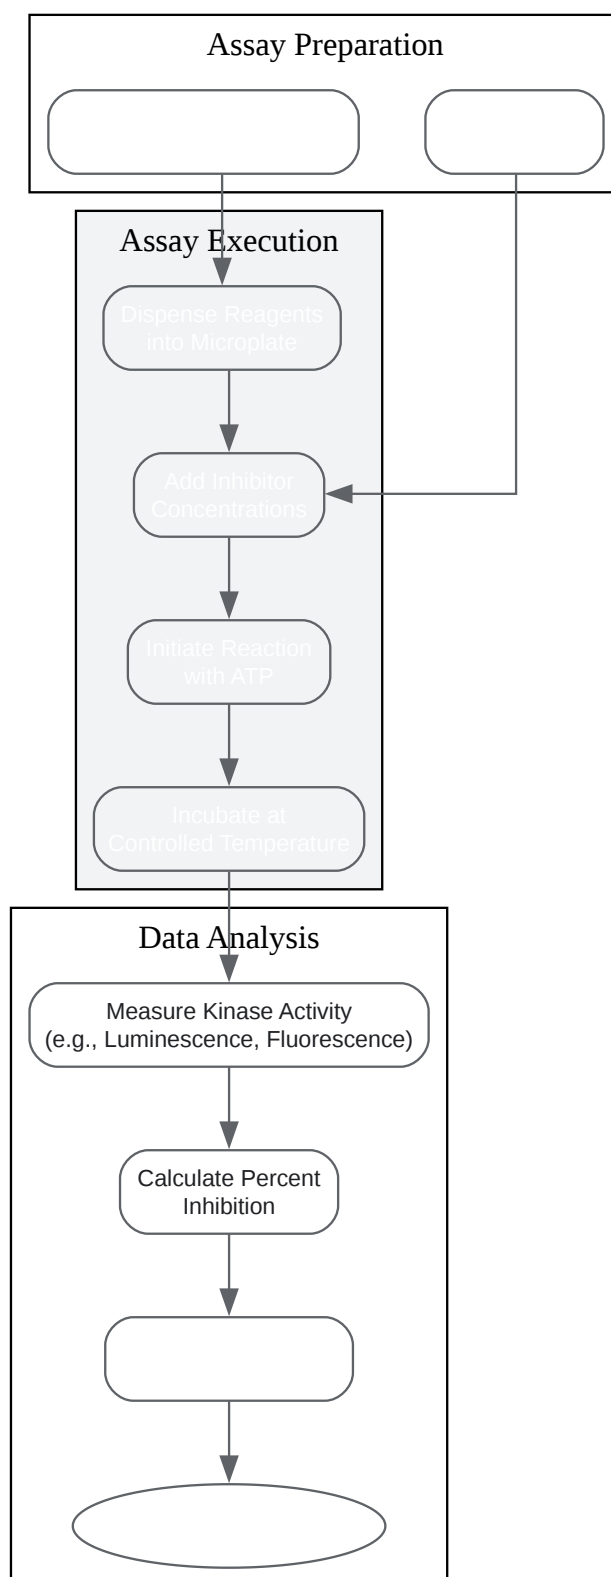 Assay Preparation
Assay Execution
Dispense Reagents
into Microplate
Add Inhibitor
Concentrations
Initiate Reaction
with ATP
Incubate at
Controlled Temperature
Data Analysis
Measure Kinase Activity
(e.g., Luminescence, Fluorescence)
Calculate Percent
Inhibition